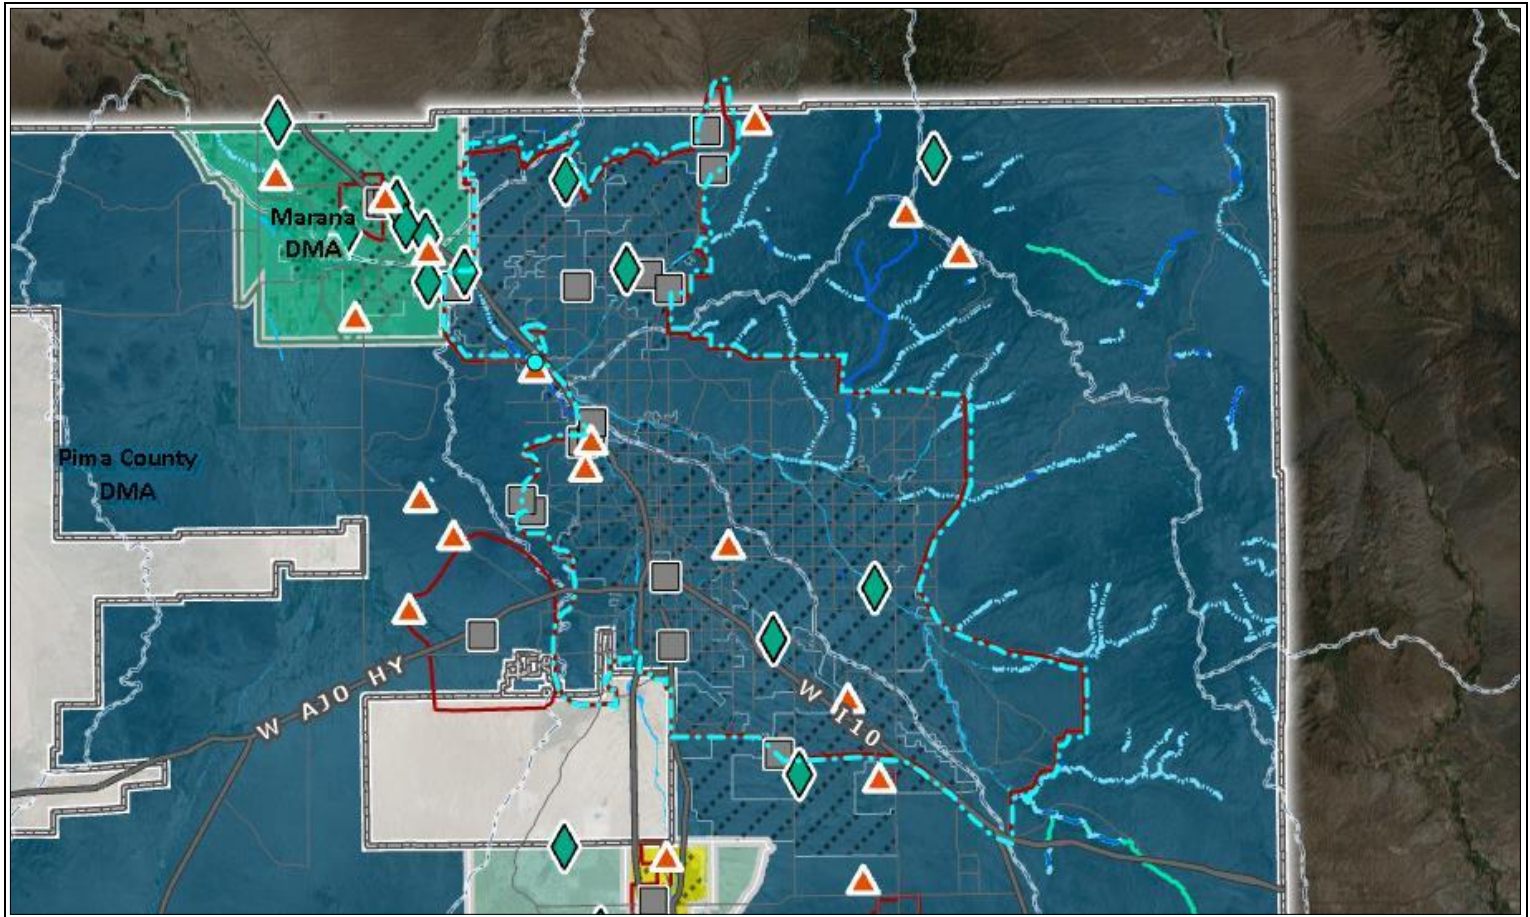 Marana
DMA
Pima County
DMA
W AJO HY
W I10